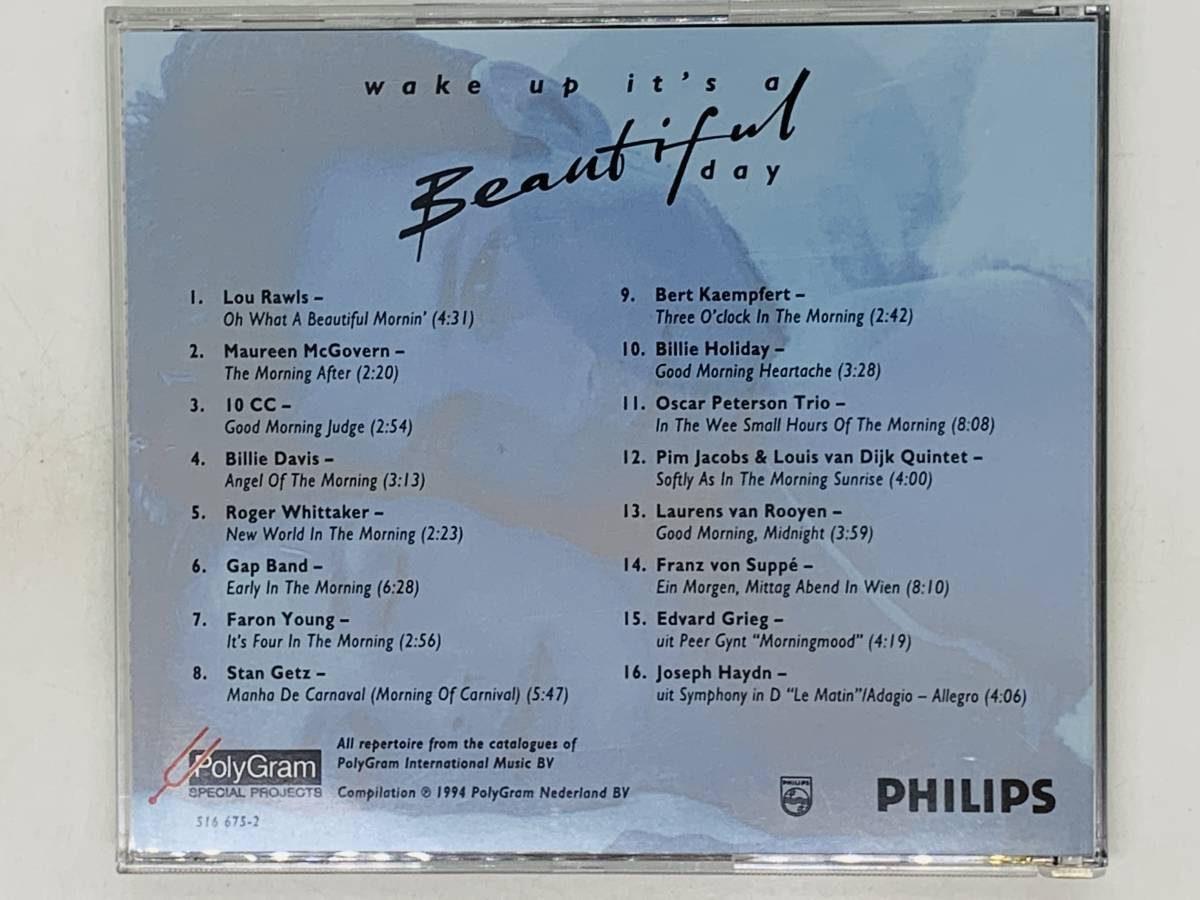 wake up it's a
Beautiful
day
1. Lou Rawls –
Oh What A Beautiful Mornin' (4:31)
2. Maureen McGovern –
The Morning After (2:20)
3. 10 CC –
Good Morning Judge (2:54)
4. Billie Davis –
Angel Of The Morning (3:13)
5. Roger Whittaker –
New World In The Morning (2:23)
6. Gap Band –
Early In The Morning (6:28)
7. Faron Young –
It's Four In The Morning (2:56)
8. Stan Getz –
Manha De Carnaval (Morning Of Carnival) (5:47)
9. Bert Kaempfert –
Three O'clock In The Morning (2:42)
10. Billie Holiday –
Good Morning Heartache (3:28)
11. Oscar Peterson Trio –
In The Wee Small Hours Of The Morning (8:08)
12. Pim Jacobs & Louis van Dijk Quintet –
Softly As In The Morning Sunrise (4:00)
13. Laurens van Rooyen –
Good Morning, Midnight (3:59)
14. Franz von Suppé –
Ein Morgen, Mittag Abend In Wien (8:10)
15. Edvard Grieg –
uit Peer Gynt "Morningmood" (4:19)
16. Joseph Haydn –
uit Symphony in D "Le Matin"/Adagio – Allegro (4:06)
PolyGram
SPECIAL PROJECTS
516 675-2
All repertoire from the catalogues of
PolyGram International Music BV
Compilation ℗ 1994 PolyGram Nederland BV
PHILIPS
PHILIPS